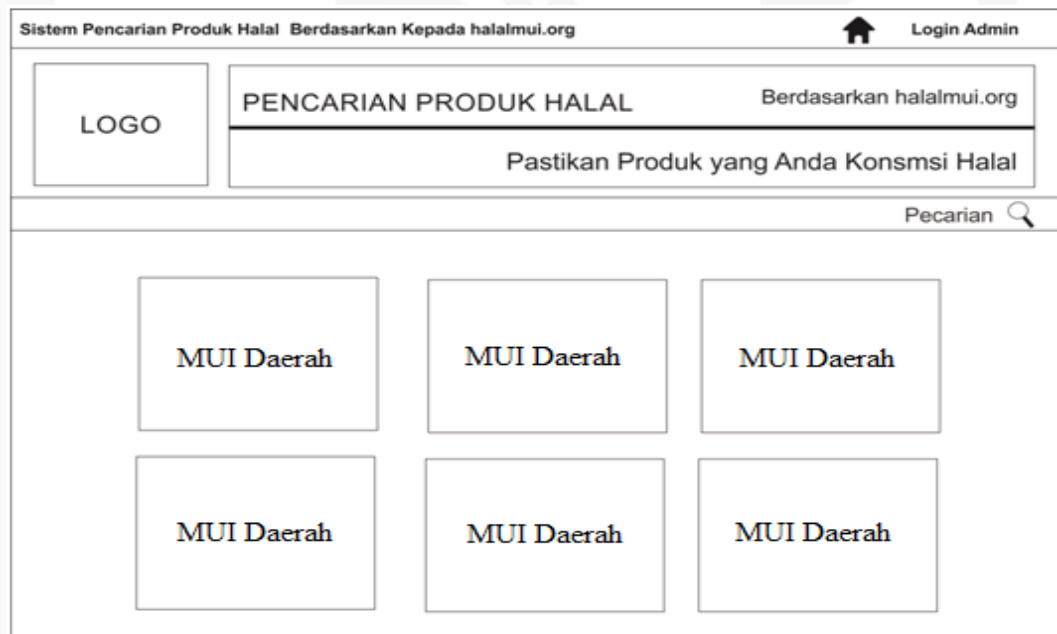 Sistem Pencarian Produk Halal Berdasarkan Kepada halalmui.org
Login Admin
LOGO
PENCARIAN PRODUK HALAL
Berdasarkan halalmui.org
Pastikan Produk yang Anda Konsmsi Halal
Pecarian
MUI Daerah
MUI Daerah
MUI Daerah
MUI Daerah
MUI Daerah
MUI Daerah